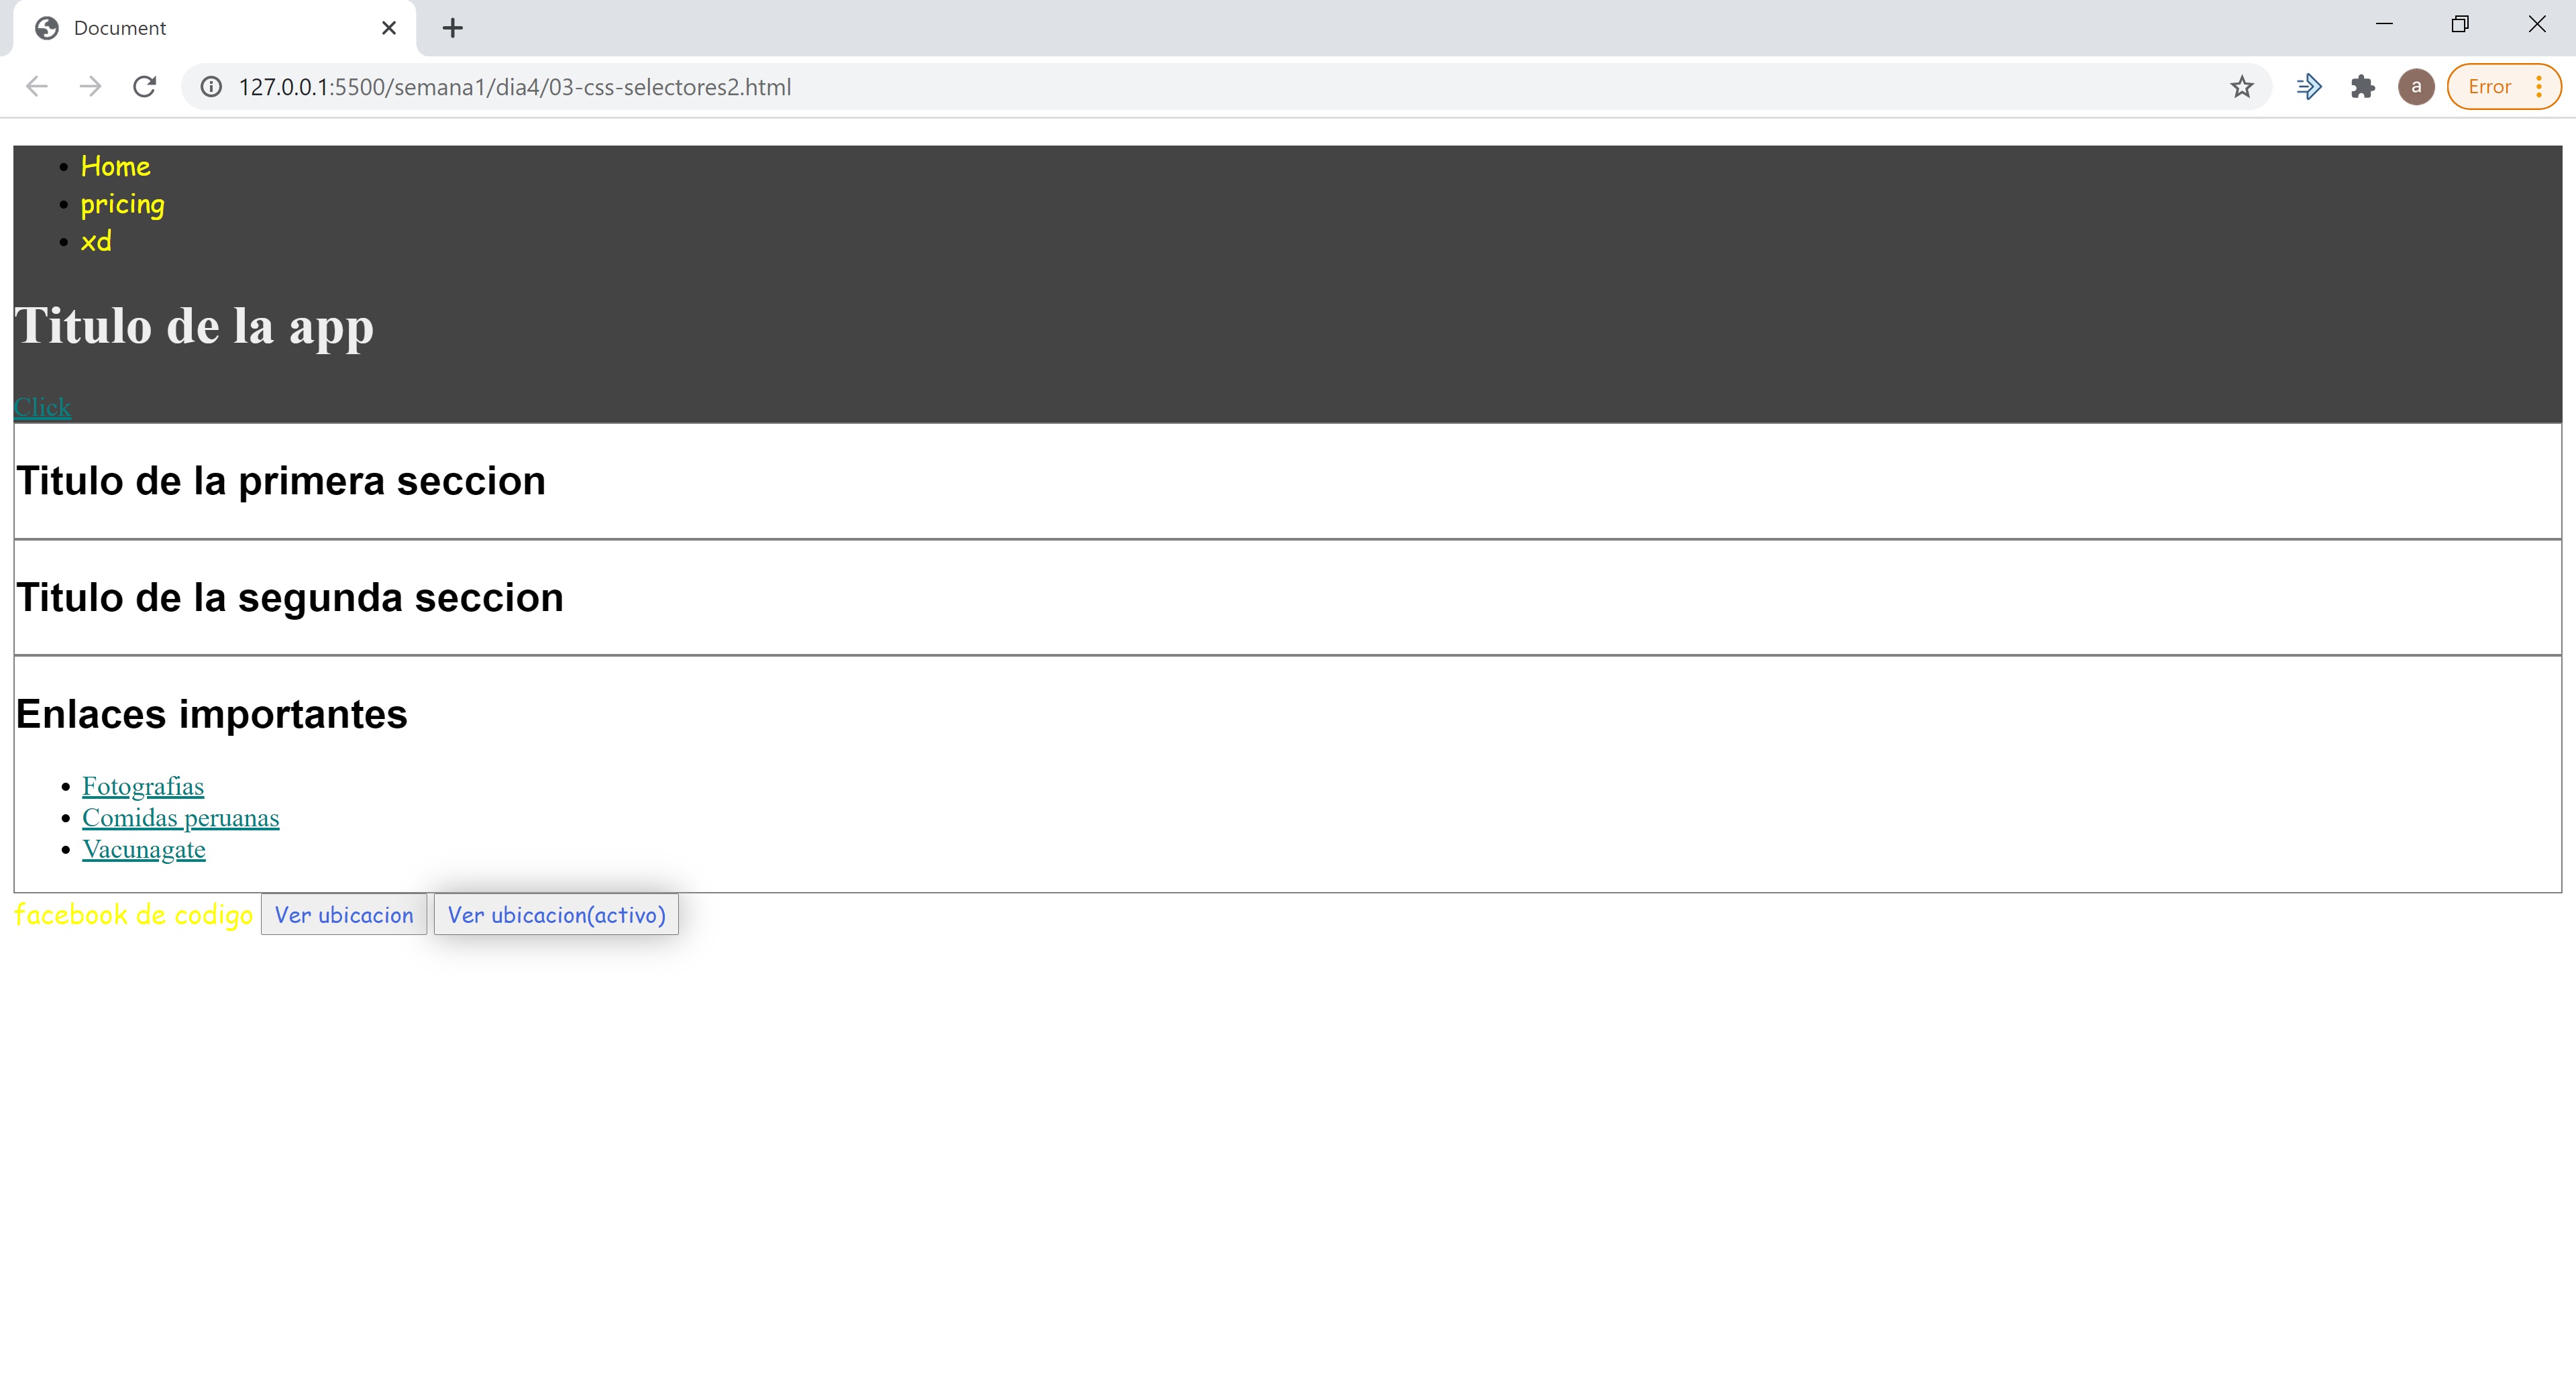 Document
127.0.0.1:5500/semana1/dia4/03-css-selectores2.html
a
Error
Home
pricing
xd
Titulo de la app
Click
Titulo de la primera seccion
Titulo de la segunda seccion
Enlaces importantes
Fotografias
Comidas peruanas
Vacunagate
facebook de codigo Ver ubicacion Ver ubicacion(activo)